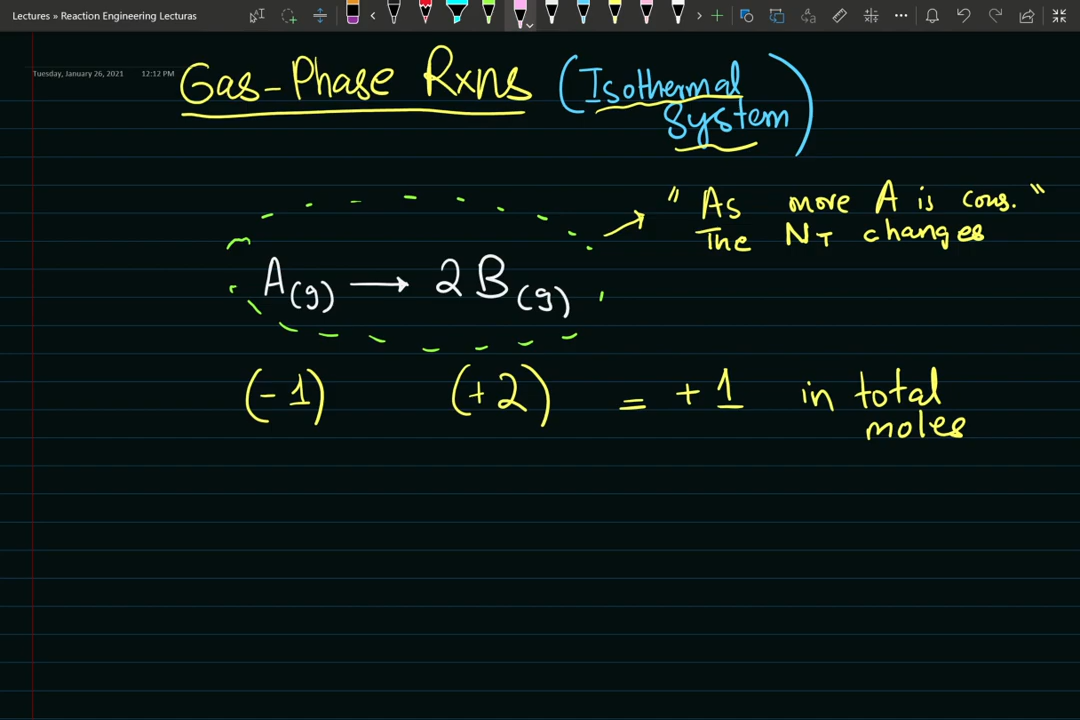 Lectures » Reaction Engineering Lecturas
Tuesday, January 26, 2021 12:12 PM
Gas-Phase Rxns (Isothermal
System)
" As more A is cons. "
The NT changes
A(g) → 2B(g)
(-1) (+2) = +1 in total
moles